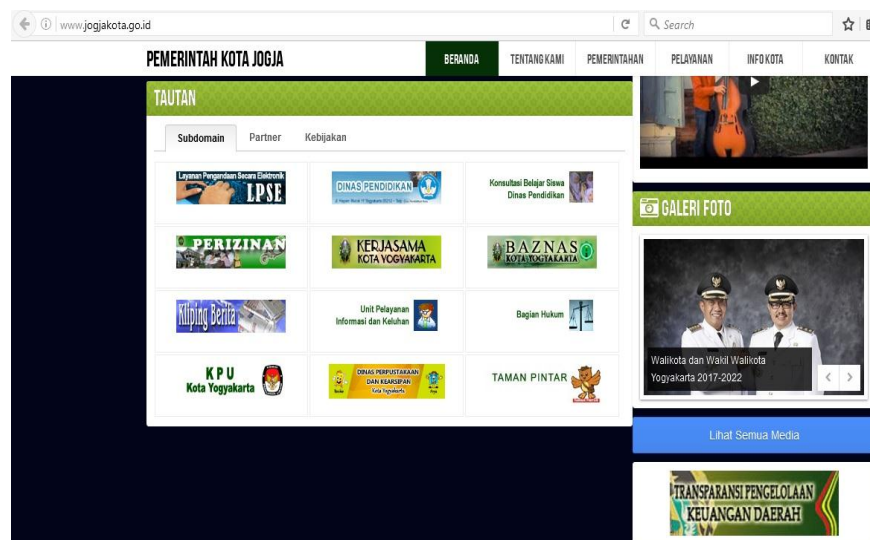 www.jogjakota.go.id
Search
PEMERINTAH KOTA JOGJA
BERANDA
TENTANG KAMI
PEMERINTAHAN
PELAYANAN
INFO KOTA
KONTAK
TAUTAN
Subdomain
Partner
Kebijakan
Layanan Pengandaan Secara Elektronik
LPSE
DINAS PENDIDIKAN
Konsultasi Belajar Siswa
Dinas Pendidikan
PERIZINAN
KERJASAMA
KOTA YOGYAKARTA
BAZNAS
KOTA YOGYAKARTA
Kliping Berita
Unit Pelayanan
Informasi dan Keluhan
Bagian Hukum
KPU
Kota Yogyakarta
DINAS PERPUSTAKAAN
DAN KEARSIPAN
Kota Yogyakarta
TAMAN PINTAR
GALERI FOTO
Walikota dan Wakil Walikota
Yogyakarta 2017-2022
Lihat Semua Media
TRANSPARANSI PENGELOLAAN
KEUANGAN DAERAH